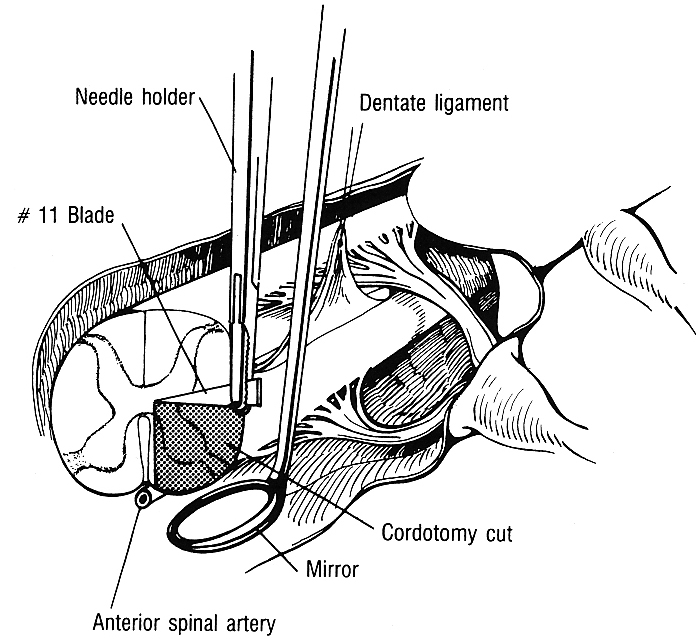 Needle holder
Dentate ligament
# 11 Blade
Cordotomy cut
Mirror
Anterior spinal artery